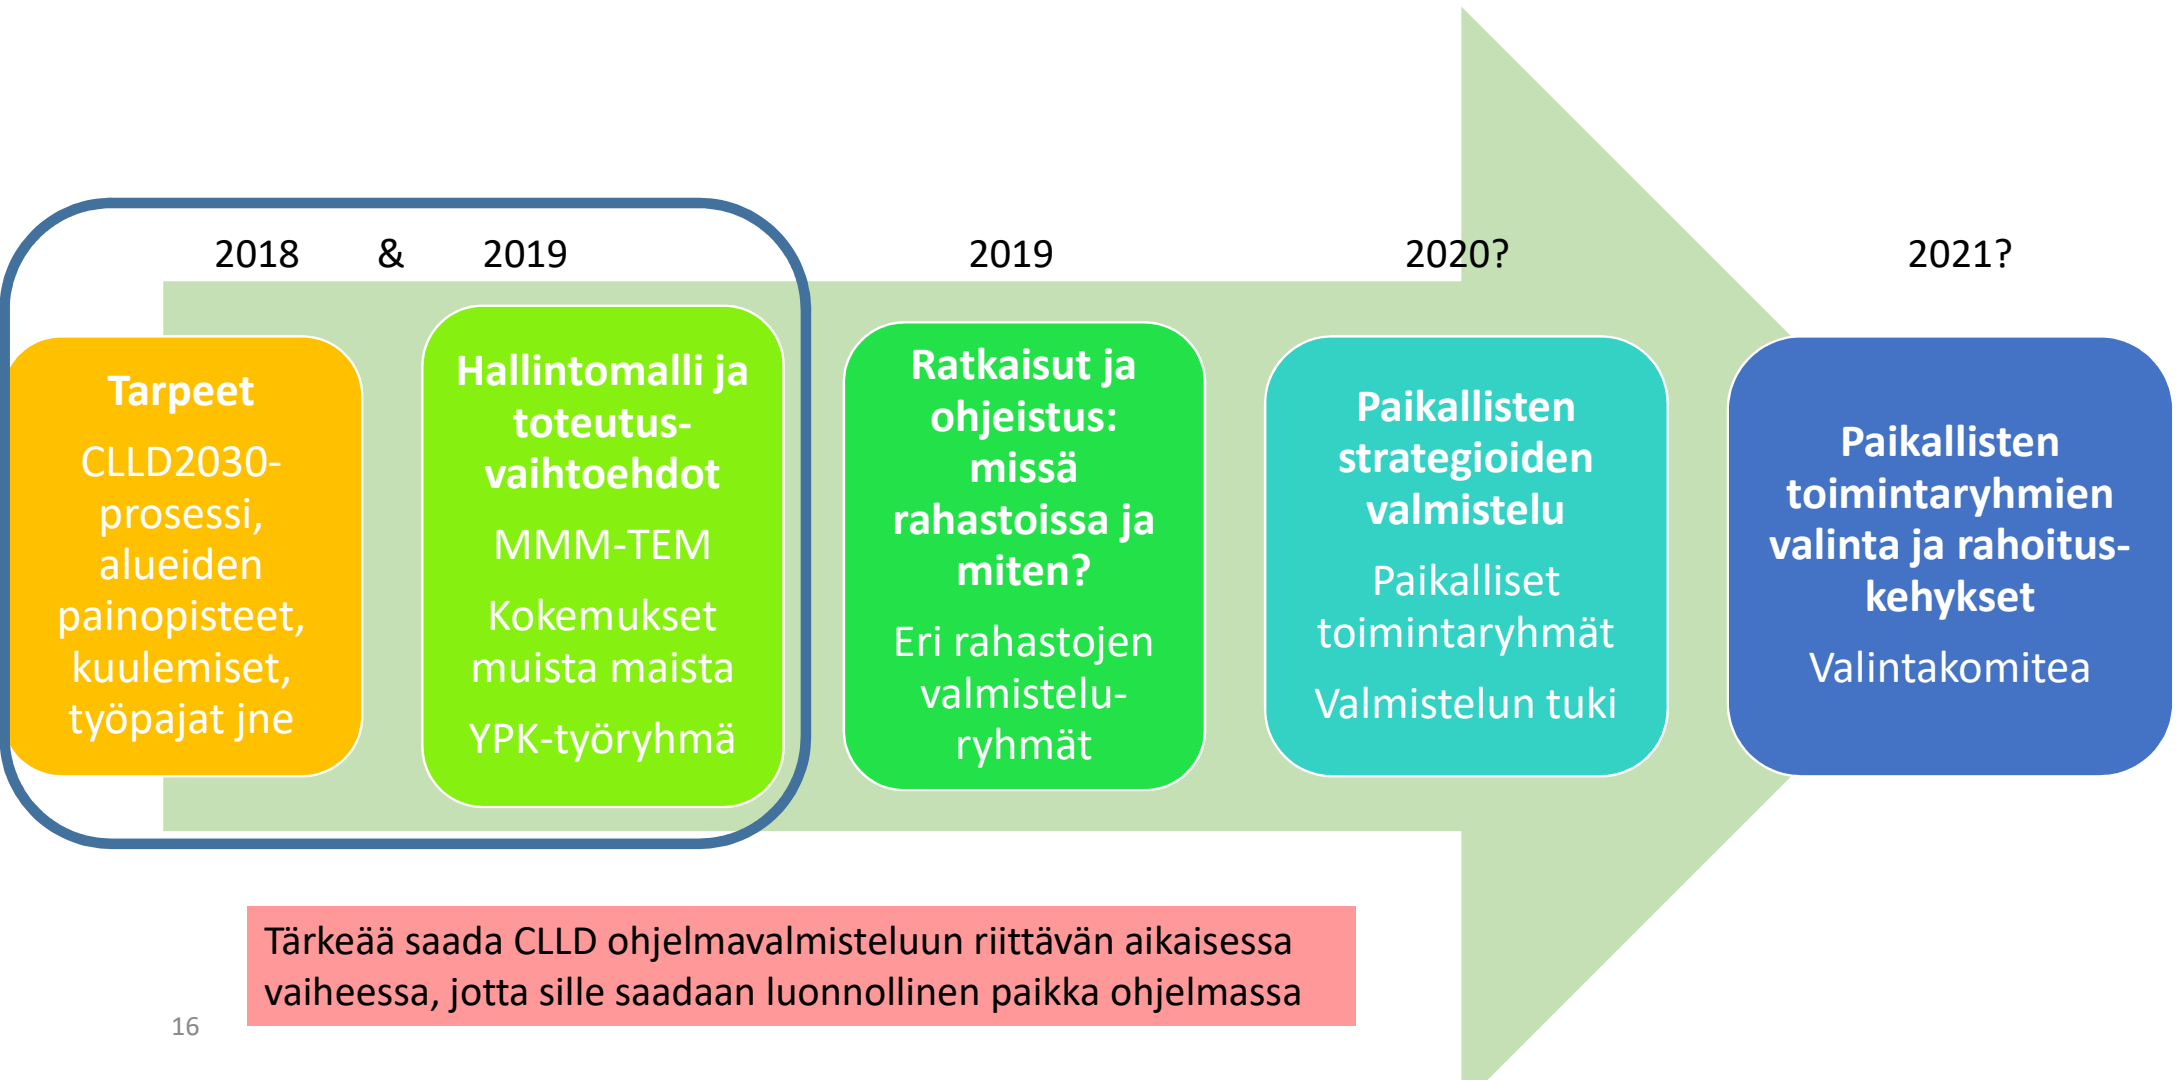 2018 & 2019
2019
2020?
2021?
Tarpeet
CLLD2030-
prosessi,
alueiden
painopisteet,
kuulemiset,
työpajat jne
Hallintomalli ja
toteutus-
vaihtoehdot
MMM-TEM
Kokemukset
muista maista
YPK-työryhmä
Ratkaisut ja
ohjeistus:
missä
rahastoissa ja
miten?
Eri rahastojen
valmistelu-
ryhmät
Paikallisten
strategioiden
valmistelu
Paikalliset
toimintaryhmät
Valmistelun tuki
Paikallisten
toimintaryhmien
valinta ja rahoitus-
kehykset
Valintakomitea
Tärkeää saada CLLD ohjelmavalmisteluun riittävän aikaisessa
vaiheessa, jotta sille saadaan luonnollinen paikka ohjelmassa
16